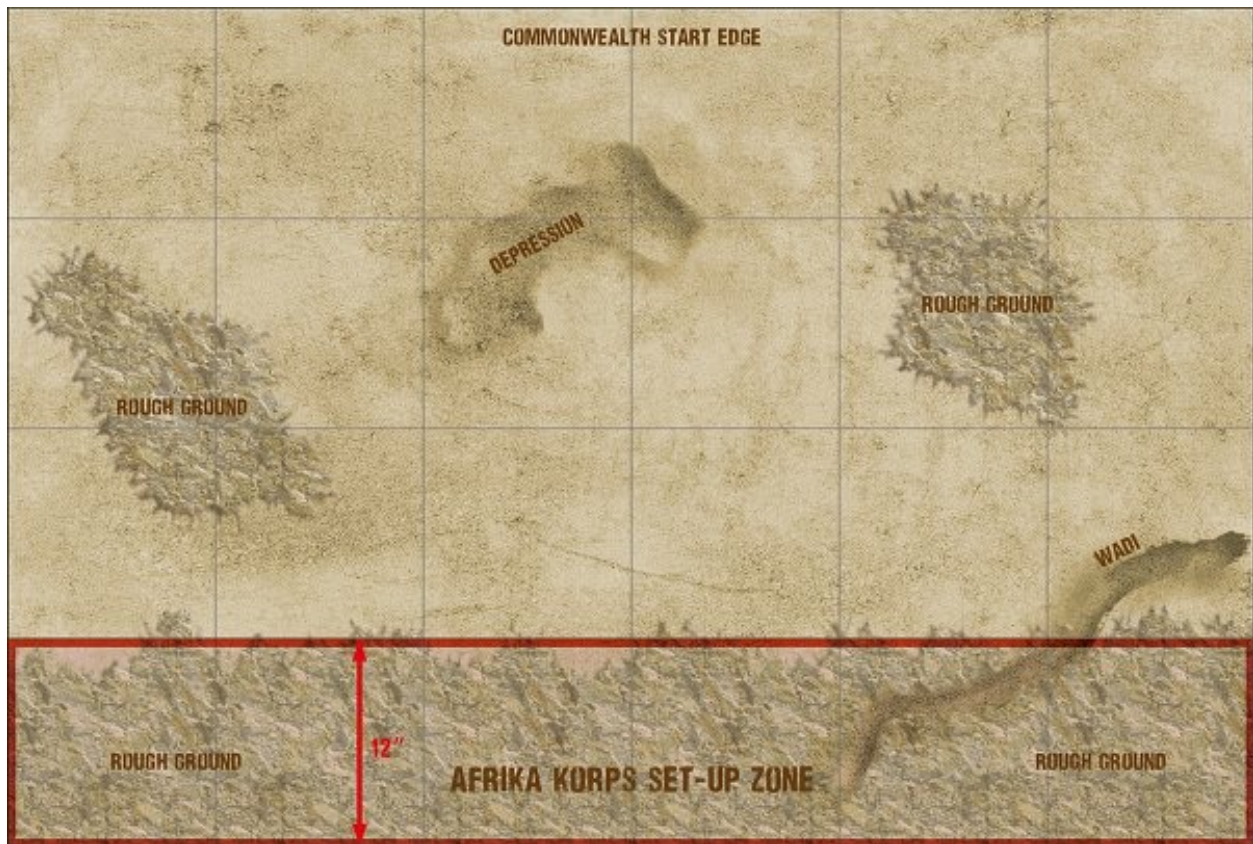 COMMONWEALTH START EDGE
DEPRESSION
ROUGH GROUND
ROUGH GROUND
WADI
12"
ROUGH GROUND
AFRIKA KORPS SET-UP ZONE
ROUGH GROUND